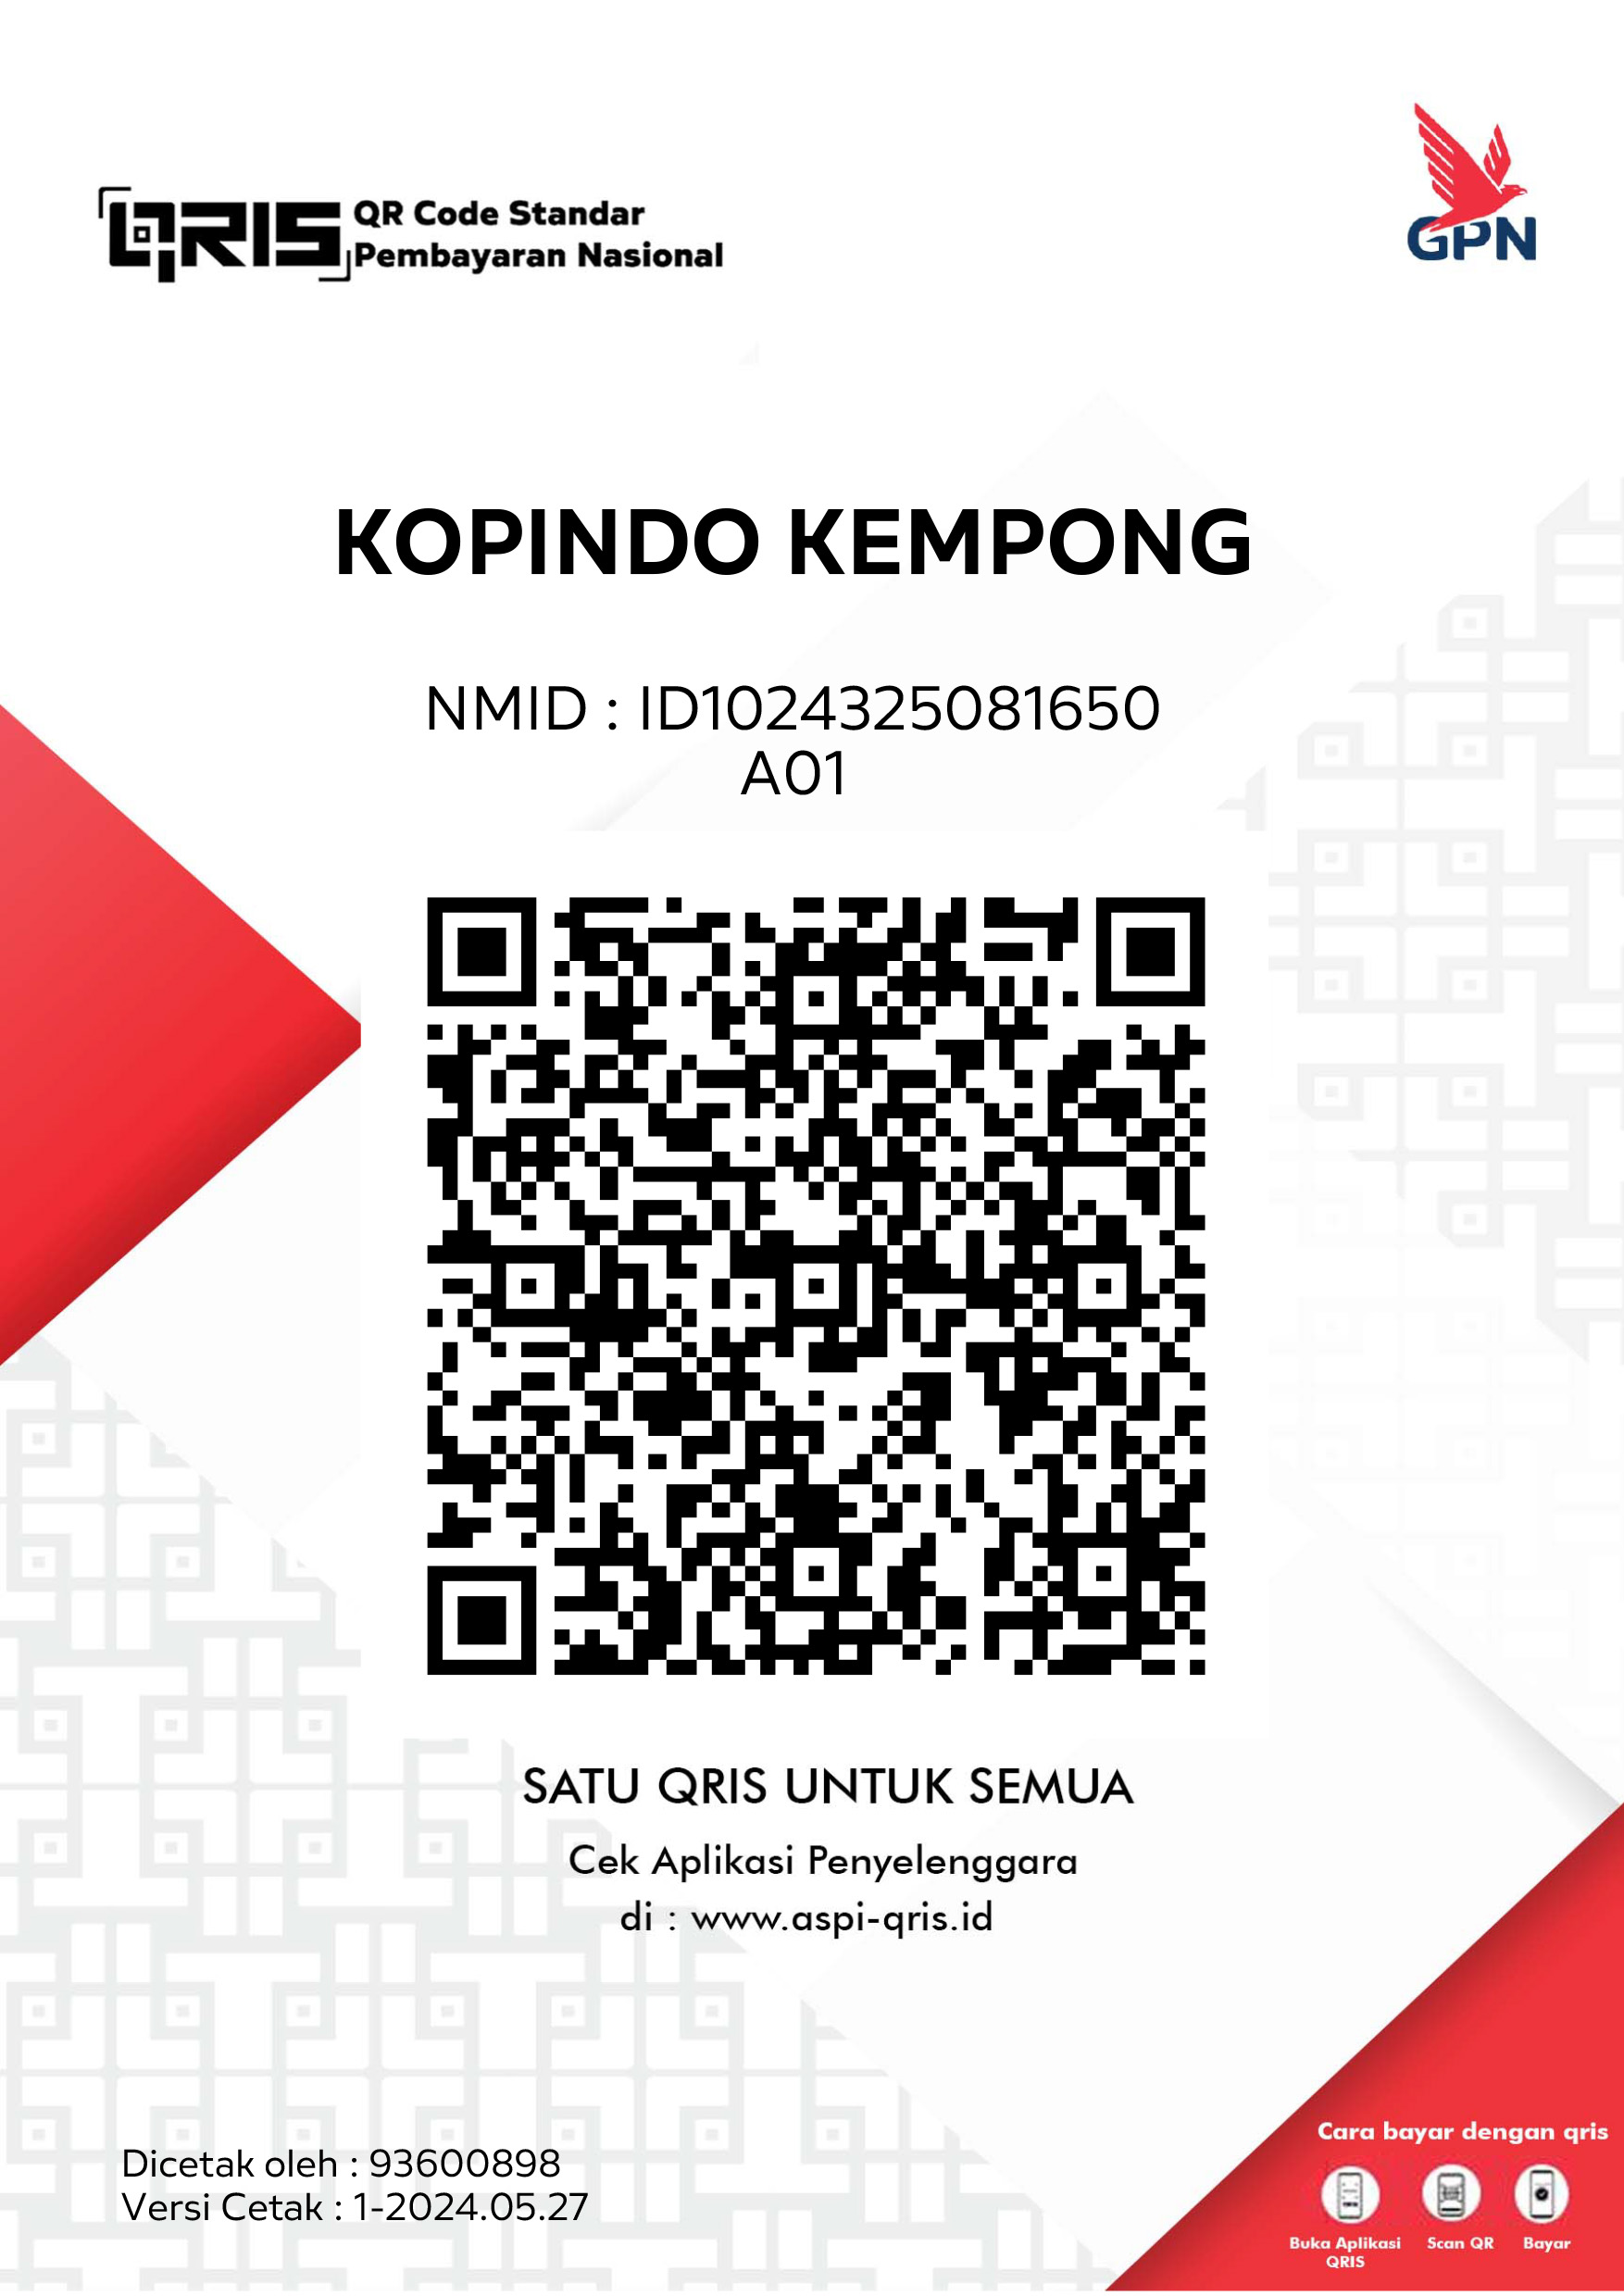 QRIS QR Code Standar
Pembayaran Nasional
GPN
KOPINDO KEMPONG
NMID : ID1024325081650
A01
SATU QRIS UNTUK SEMUA
Cek Aplikasi Penyelenggara
di : www.aspi-qris.id
Dicetak oleh : 93600898
Versi Cetak : 1-2024.05.27
Cara bayar dengan qris
Buka Aplikasi
QRIS
Scan QR
Bayar